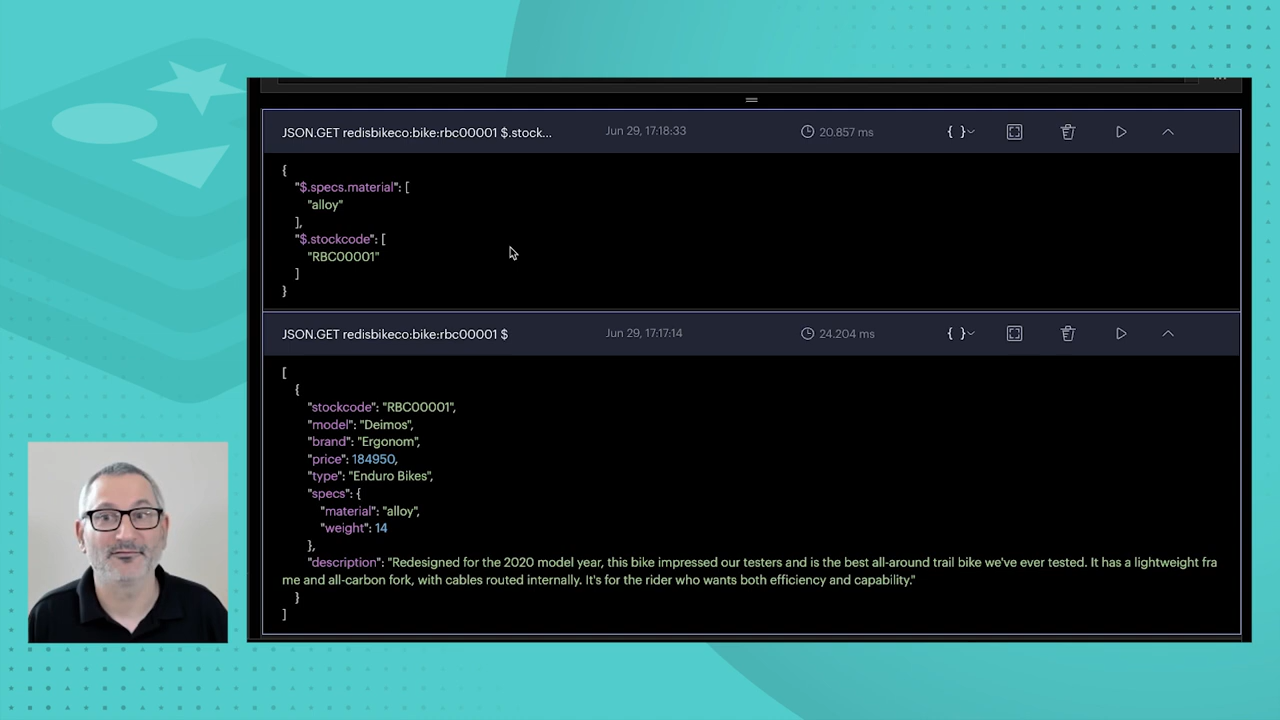 JSON.GET redisbikeco:bike:rbc00001 $.stock... Jun 29, 17:18:33 20.857 ms { }
{
"$.specs.material": [
"alloy"
],
"$.stockcode": [
"RBC00001"
]
}
JSON.GET redisbikeco:bike:rbc00001 $ Jun 29, 17:17:14 24.204 ms { }
[
{
"stockcode": "RBC00001",
"model": "Deimos",
"brand": "Ergonom",
"price": 184950,
"type": "Enduro Bikes",
"specs": {
"material": "alloy",
"weight": 14
},
"description": "Redesigned for the 2020 model year, this bike impressed our testers and is the best all-around trail bike we've ever tested. It has a lightweight fra
me and all-carbon fork, with cables routed internally. It's for the rider who wants both efficiency and capability."
}
]